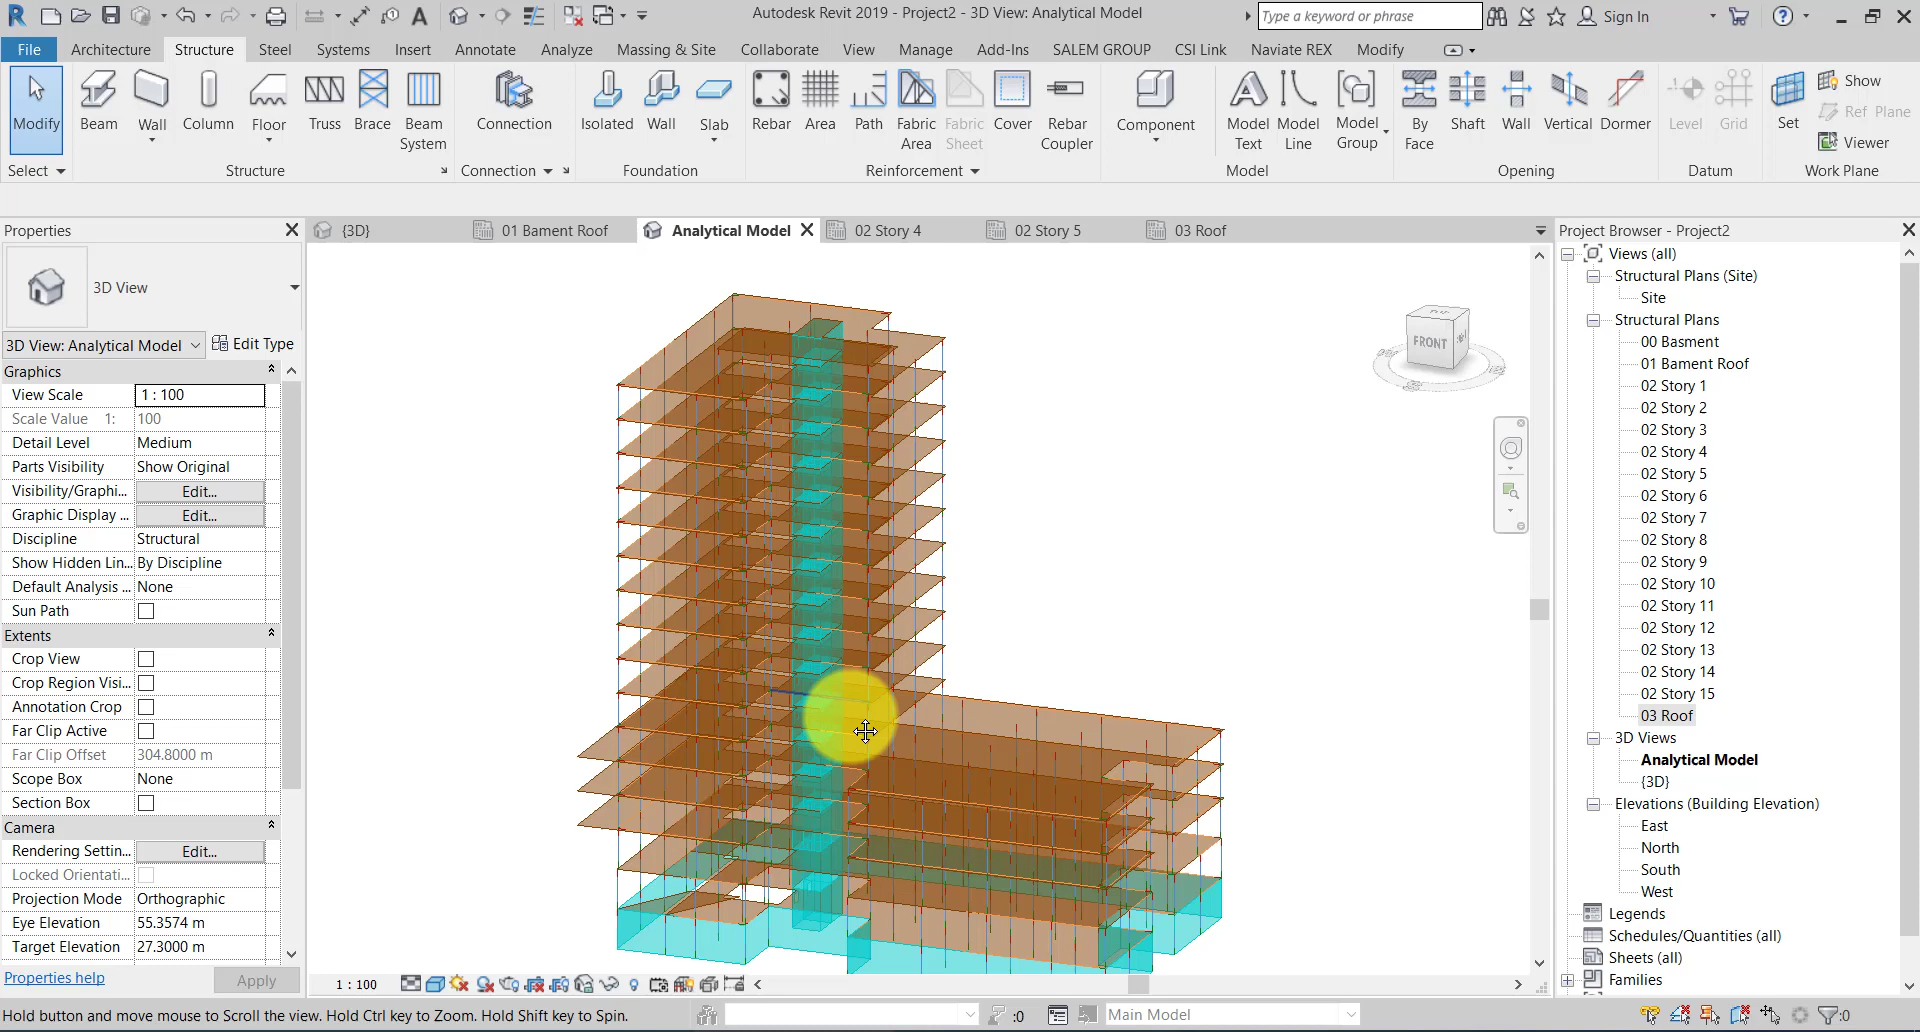 Autodesk Revit 2019 - Project2 - 3D View: Analytical Model
Type a keyword or phrase
Sign In
File Architecture Structure Steel Systems Insert Annotate Analyze Massing & Site Collaborate View Manage Add-Ins SALEM GROUP CSI Link Naviate REX Modify
Modify
Beam
Wall
Column
Floor
Truss
Brace
Beam
System
Connection
Isolated
Wall
Slab
Rebar
Area
Path
Fabric
Area
Fabric
Sheet
Cover
Rebar
Coupler
Component
Model
Text
Model
Line
Model
Group
By
Face
Shaft
Wall
Vertical
Dormer
Level
Grid
Set
Show
Ref Plane
Viewer
Select
Structure
Connection
Foundation
Reinforcement
Model
Opening
Datum
Work Plane
Properties
{3D}
01 Bament Roof
Analytical Model
02 Story 4
02 Story 5
03 Roof
Project Browser - Project2
3D View
3D View: Analytical Model
Edit Type
Graphics
View Scale 1 : 100
Scale Value 1: 100
Detail Level Medium
Parts Visibility Show Original
Visibility/Graphi... Edit...
Graphic Display ... Edit...
Discipline Structural
Show Hidden Lin... By Discipline
Default Analysis ... None
Sun Path
Extents
Crop View
Crop Region Visi...
Annotation Crop
Far Clip Active
Far Clip Offset 304.8000 m
Scope Box None
Section Box
Camera
Rendering Settin... Edit...
Locked Orientati...
Projection Mode Orthographic
Eye Elevation 55.3574 m
Target Elevation 27.3000 m
Properties help
Apply
FRONT
Views (all)
Structural Plans (Site)
Site
Structural Plans
00 Basment
01 Bament Roof
02 Story 1
02 Story 2
02 Story 3
02 Story 4
02 Story 5
02 Story 6
02 Story 7
02 Story 8
02 Story 9
02 Story 10
02 Story 11
02 Story 12
02 Story 13
02 Story 14
02 Story 15
03 Roof
3D Views
Analytical Model
{3D}
Elevations (Building Elevation)
East
North
South
West
Legends
Schedules/Quantities (all)
Sheets (all)
Families
1 : 100
Hold button and move mouse to Scroll the view. Hold Ctrl key to Zoom. Hold Shift key to Spin.
:0
Main Model
:0